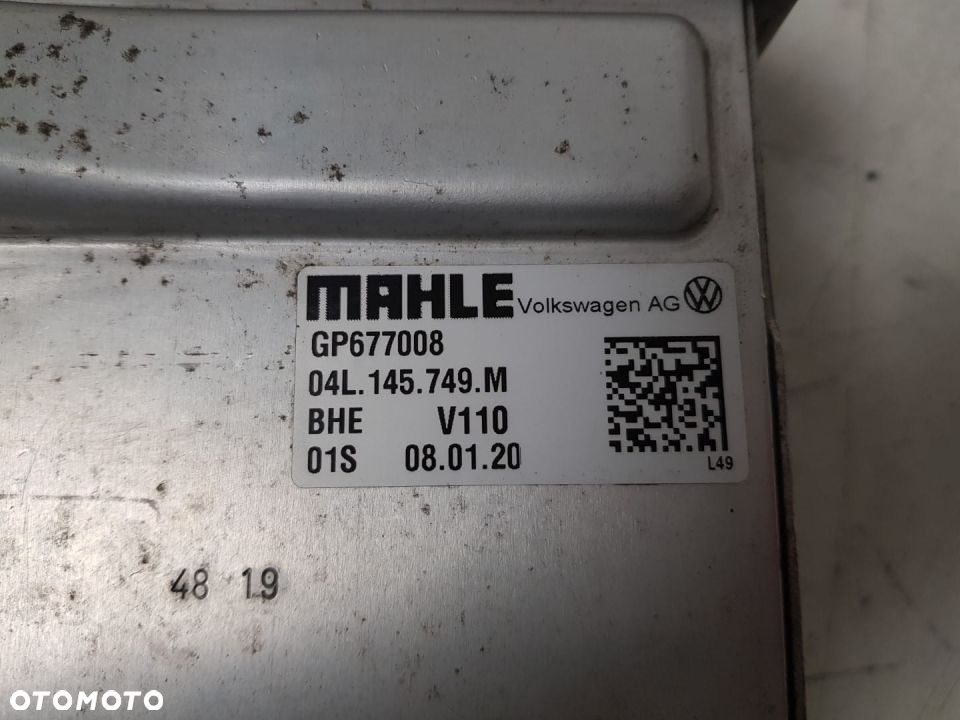 MAHLE Volkswagen AG
GP677008
04L.145.749.M
BHE V110
01S 08.01.20
L49
48 19
OTOMOTO